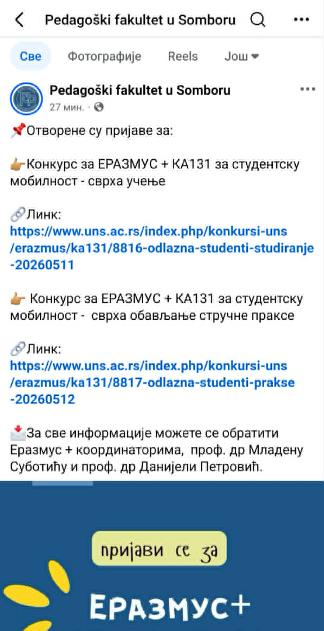 Pedagoški fakultet u Somboru
Све Фотографије Reels Још
Pedagoški fakultet u Somboru
27 мин. ·
📌Отворене су пријаве за:
👉Конкурс за ЕРАЗМУС + КА131 за студентску
мобилност - сврха учење
🔗Линк:
https://www.uns.ac.rs/index.php/konkursi-uns
/erazmus/ka131/8816-odlazna-studenti-studiranje
-20260511
👉 Конкурс за ЕРАЗМУС + КА131 за студентску
мобилност - сврха обављање стручне праксе
🔗Линк:
https://www.uns.ac.rs/index.php/konkursi-uns
/erazmus/ka131/8817-odlazna-studenti-prakse
-20260512
📩За све информације можете се обратити
Еразмус + координаторима, проф. др Младену
Суботићу и проф. др Данијели Петровић.
пријави се за
ЕРАЗМУС+